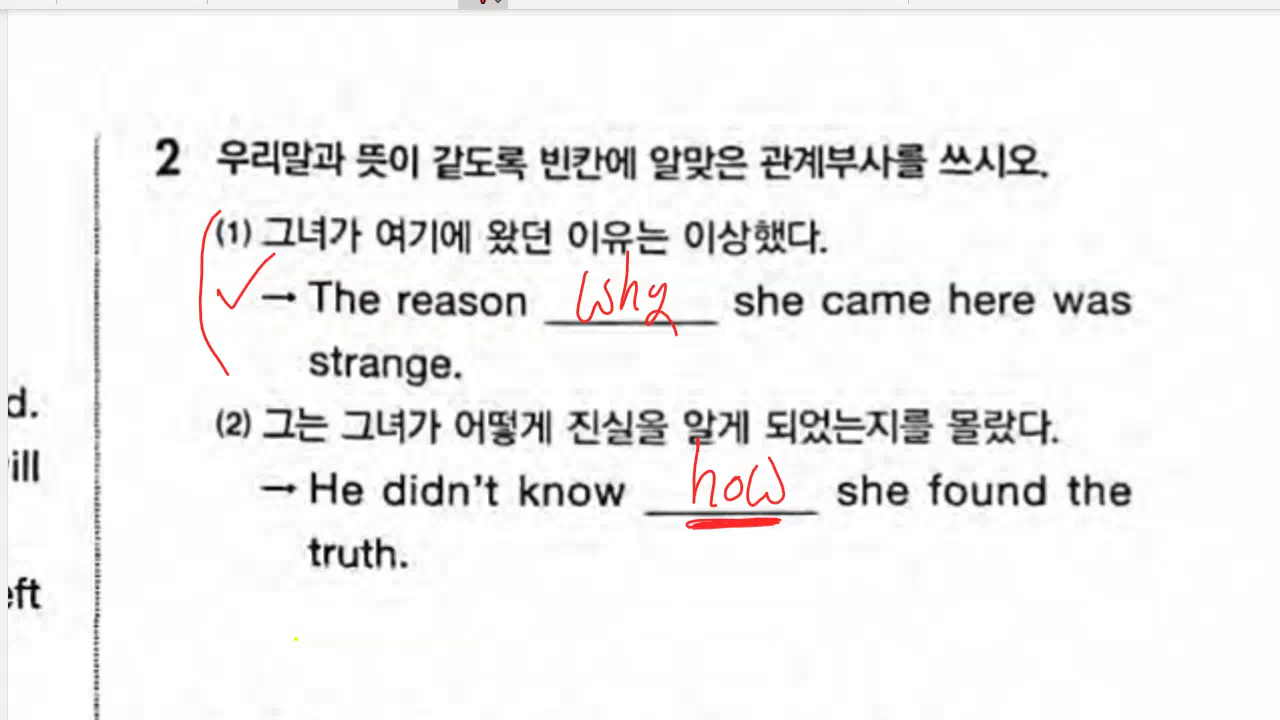 2 우리말과 뜻이 같도록 빈칸에 알맞은 관계부사를 쓰시오.
(1) 그녀가 여기에 왔던 이유는 이상했다.
→ The reason why she came here was
strange.
(2) 그는 그녀가 어떻게 진실을 알게 되었는지를 몰랐다.
→ He didn't know how she found the
truth.
d.
ill
eft